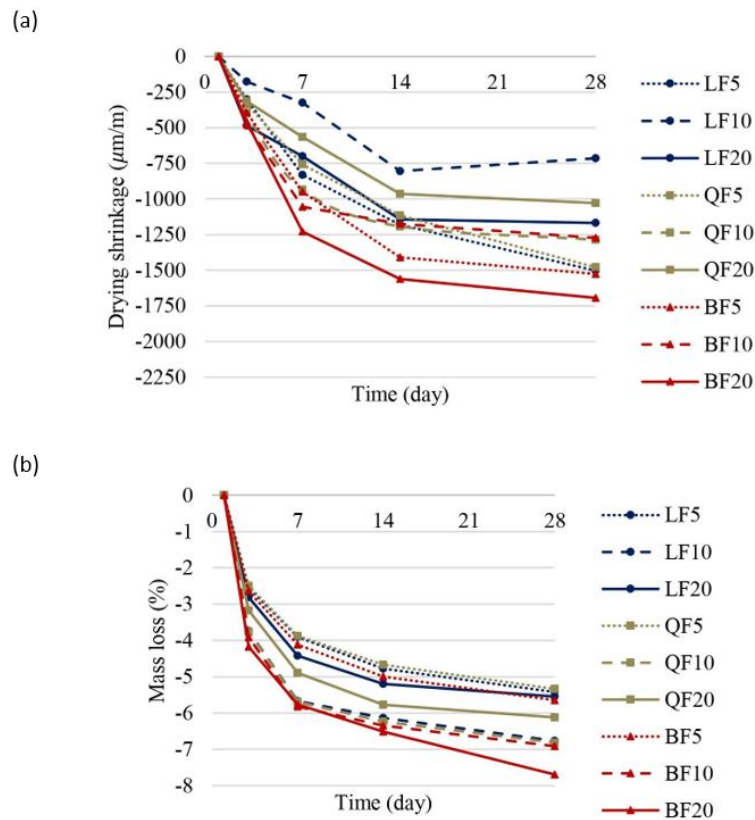 (a)
0
-250
-500
-750
-1000
-1250
-1500
-1750
-2000
-2250
0 7 14 21 28
Drying shrinkage (µm/m)
Time (day)
LF5
LF10
LF20
QF5
QF10
QF20
BF5
BF10
BF20
(b)
0
-1
-2
-3
-4
-5
-6
-7
-8
0 7 14 21 28
Mass loss (%)
Time (day)
LF5
LF10
LF20
QF5
QF10
QF20
BF5
BF10
BF20